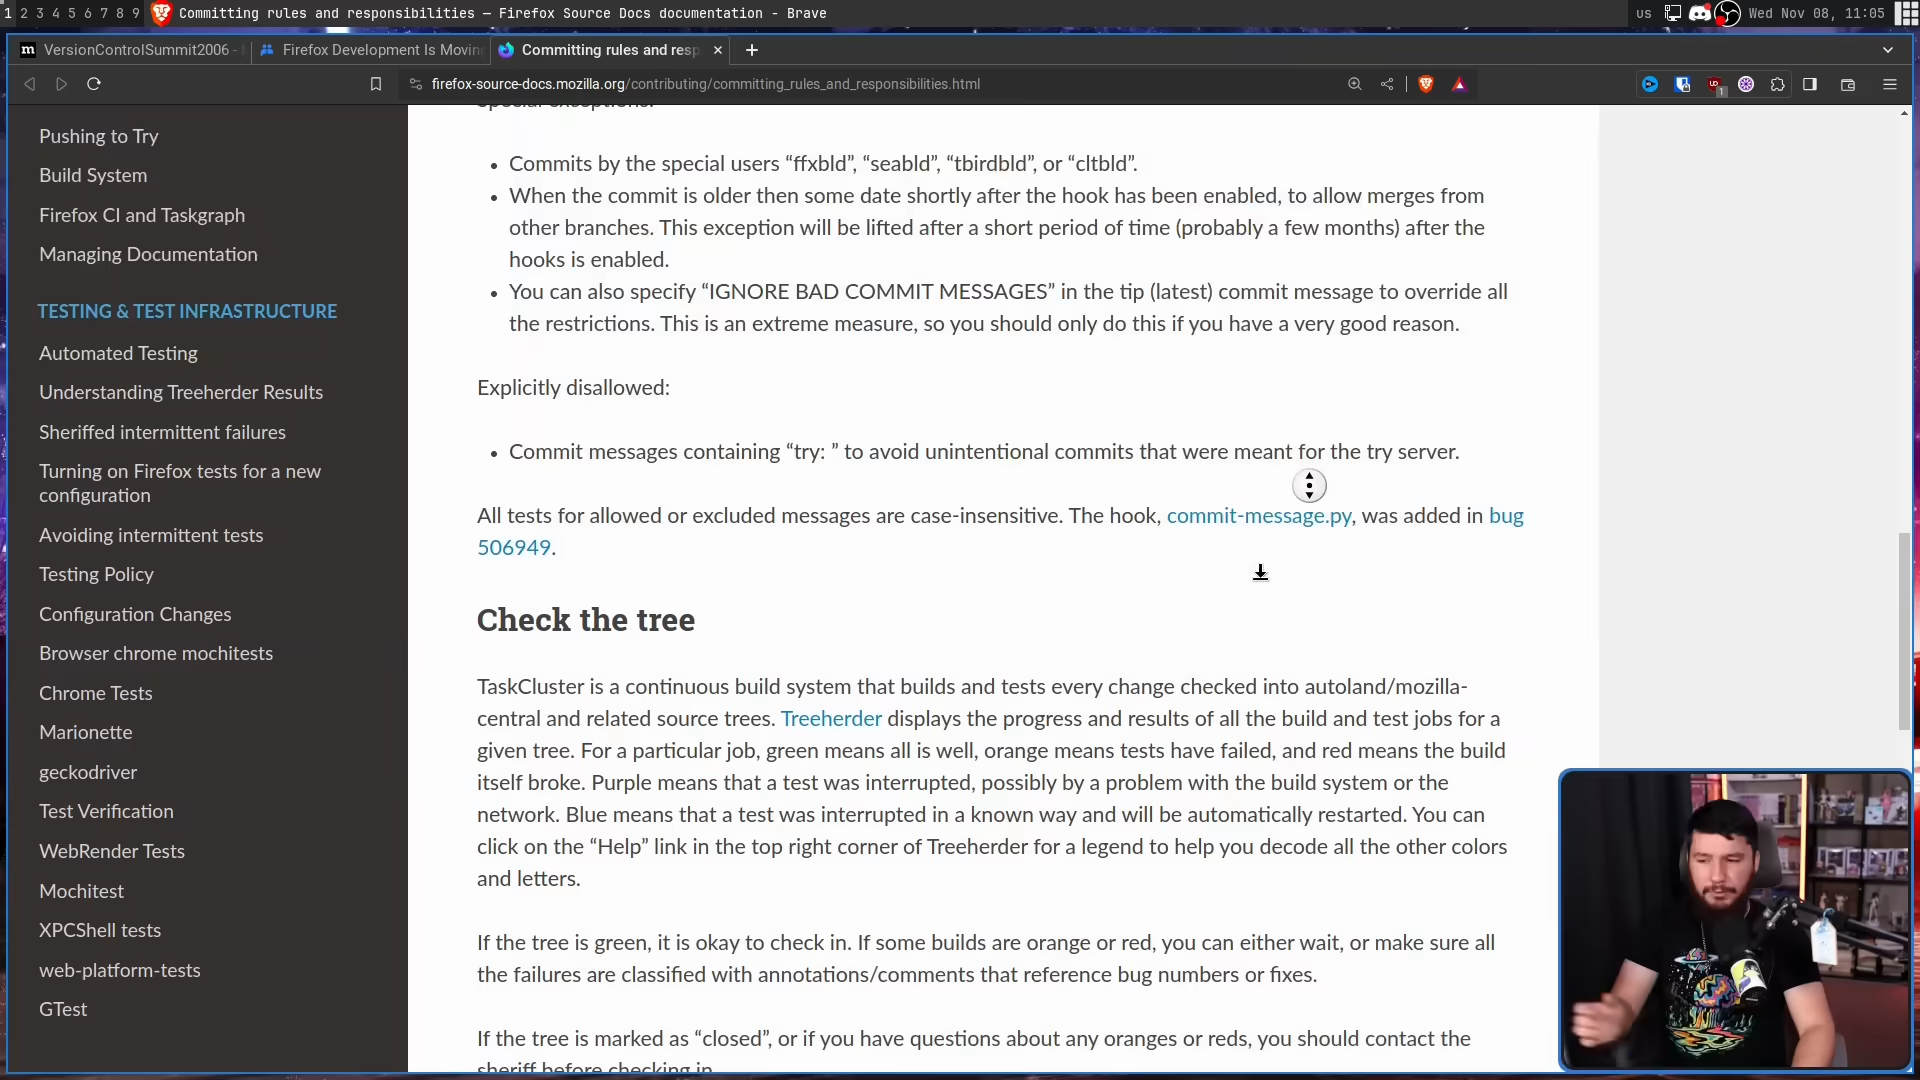 1 2 3 4 5 6 7 8 9 Committing rules and responsibilities — Firefox Source Docs documentation - Brave
us Wed Nov 08, 11:05
VersionControlSummit2006 -
Firefox Development Is Movin
Committing rules and resp
firefox-source-docs.mozilla.org/contributing/committing_rules_and_responsibilities.html
Pushing to Try
Build System
Firefox CI and Taskgraph
Managing Documentation
TESTING & TEST INFRASTRUCTURE
Automated Testing
Understanding Treeherder Results
Sheriffed intermittent failures
Turning on Firefox tests for a new
configuration
Avoiding intermittent tests
Testing Policy
Configuration Changes
Browser chrome mochitests
Chrome Tests
Marionette
geckodriver
Test Verification
WebRender Tests
Mochitest
XPCShell tests
web-platform-tests
GTest
Special exceptions:
• Commits by the special users “ffxbld”, “seabld”, “tbirdbld”, or “cltbld”.
• When the commit is older then some date shortly after the hook has been enabled, to allow merges from
other branches. This exception will be lifted after a short period of time (probably a few months) after the
hooks is enabled.
• You can also specify “IGNORE BAD COMMIT MESSAGES” in the tip (latest) commit message to override all
the restrictions. This is an extreme measure, so you should only do this if you have a very good reason.
Explicitly disallowed:
• Commit messages containing “try: ” to avoid unintentional commits that were meant for the try server.
All tests for allowed or excluded messages are case-insensitive. The hook, commit-message.py, was added in bug
506949.
Check the tree
TaskCluster is a continuous build system that builds and tests every change checked into autoland/mozilla-
central and related source trees. Treeherder displays the progress and results of all the build and test jobs for a
given tree. For a particular job, green means all is well, orange means tests have failed, and red means the build
itself broke. Purple means that a test was interrupted, possibly by a problem with the build system or the
network. Blue means that a test was interrupted in a known way and will be automatically restarted. You can
click on the “Help” link in the top right corner of Treeherder for a legend to help you decode all the other colors
and letters.
If the tree is green, it is okay to check in. If some builds are orange or red, you can either wait, or make sure all
the failures are classified with annotations/comments that reference bug numbers or fixes.
If the tree is marked as “closed”, or if you have questions about any oranges or reds, you should contact the
sheriff before checking in